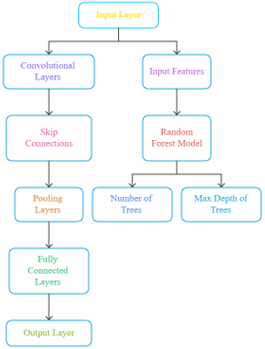 Input Layer
Convolutional
Layers
Input Features
Skip
Connections
Random
Forest Model
Pooling
Layers
Number of
Trees
Max Depth of
Trees
Fully
Connected
Layers
Output Layer